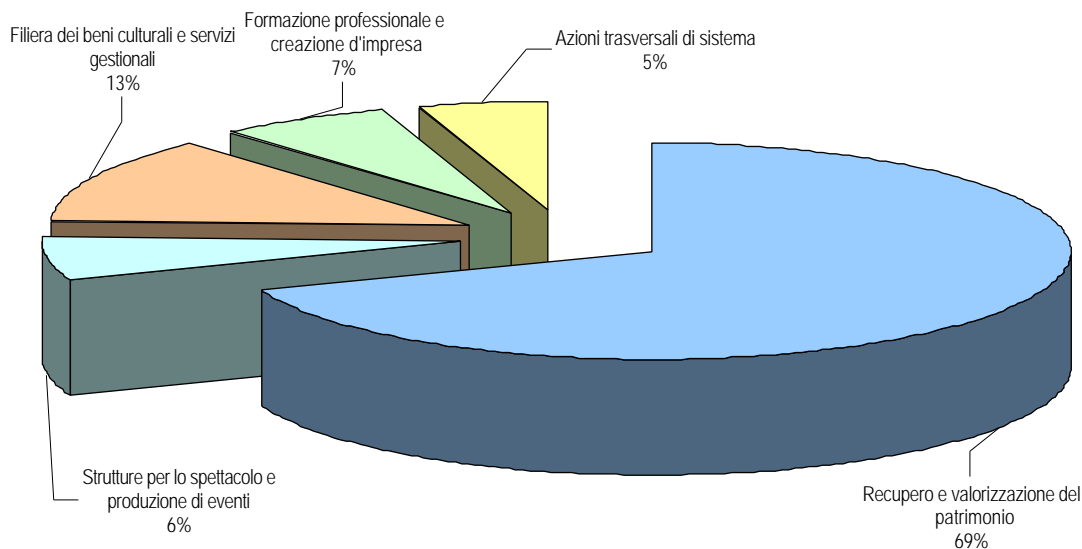 Filiera dei beni culturali e servizi
gestionali
13%
Formazione professionale e
creazione d'impresa
7%
Azioni trasversali di sistema
5%
Strutture per lo spettacolo e
produzione di eventi
6%
Recupero e valorizzazione del
patrimonio
69%